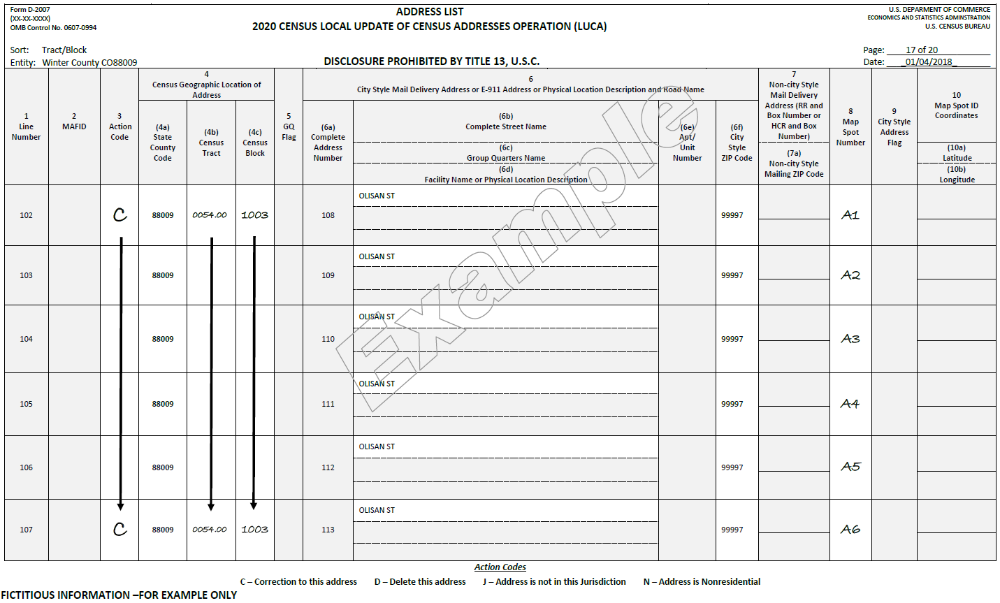 Form D-2007
(XX-XX-XXXX)
OMB Control No. 0607-0994
ADDRESS LIST
2020 CENSUS LOCAL UPDATE OF CENSUS ADDRESSES OPERATION (LUCA)
U.S. DEPARTMENT OF COMMERCE
ECONOMICS AND STATISTICS ADMINSTRATION
U.S. CENSUS BUREAU
Sort: Tract/Block
Entity: Winter County CO88009
DISCLOSURE PROHIBITED BY TITLE 13, U.S.C.
Page: 17 of 20
Date: _01/04/2018_
1
Line
Number
2
MAFID
3
Action
Code
4
Census Geographic Location of
Address
(4a)
State
County
Code
(4b)
Census
Tract
(4c)
Census
Block
5
GQ
Flag
6
City Style Mail Delivery Address or E-911 Address or Physical Location Description and Road Name
(6a)
Complete
Address
Number
(6b)
Complete Street Name
(6c)
Group Quarters Name
(6d)
Facility Name or Physical Location Description
(6e)
Apt/
Unit
Number
(6f)
City
Style
ZIP Code
7
Non-city Style
Mail Delivery
Address (RR and
Box Number or
HCR and Box
Number)
(7a)
Non-city Style
Mailing ZIP Code
8
Map
Spot
Number
9
City Style
Address
Flag
10
Map Spot ID
Coordinates
(10a)
Latitude
(10b)
Longitude
102 C 88009 0054.00 1003 108 OLISAN ST 99997 A1
103 88009 109 OLISAN ST 99997 A2
104 88009 110 OLISAN ST 99997 A3
105 88009 111 OLISAN ST 99997 A4
106 88009 112 OLISAN ST 99997 A5
107 C 88009 0054.00 1003 113 OLISAN ST 99997 A6
Example
Action Codes
C – Correction to this address D – Delete this address J – Address is not in this Jurisdiction N – Address is Nonresidential
FICTITIOUS INFORMATION –FOR EXAMPLE ONLY